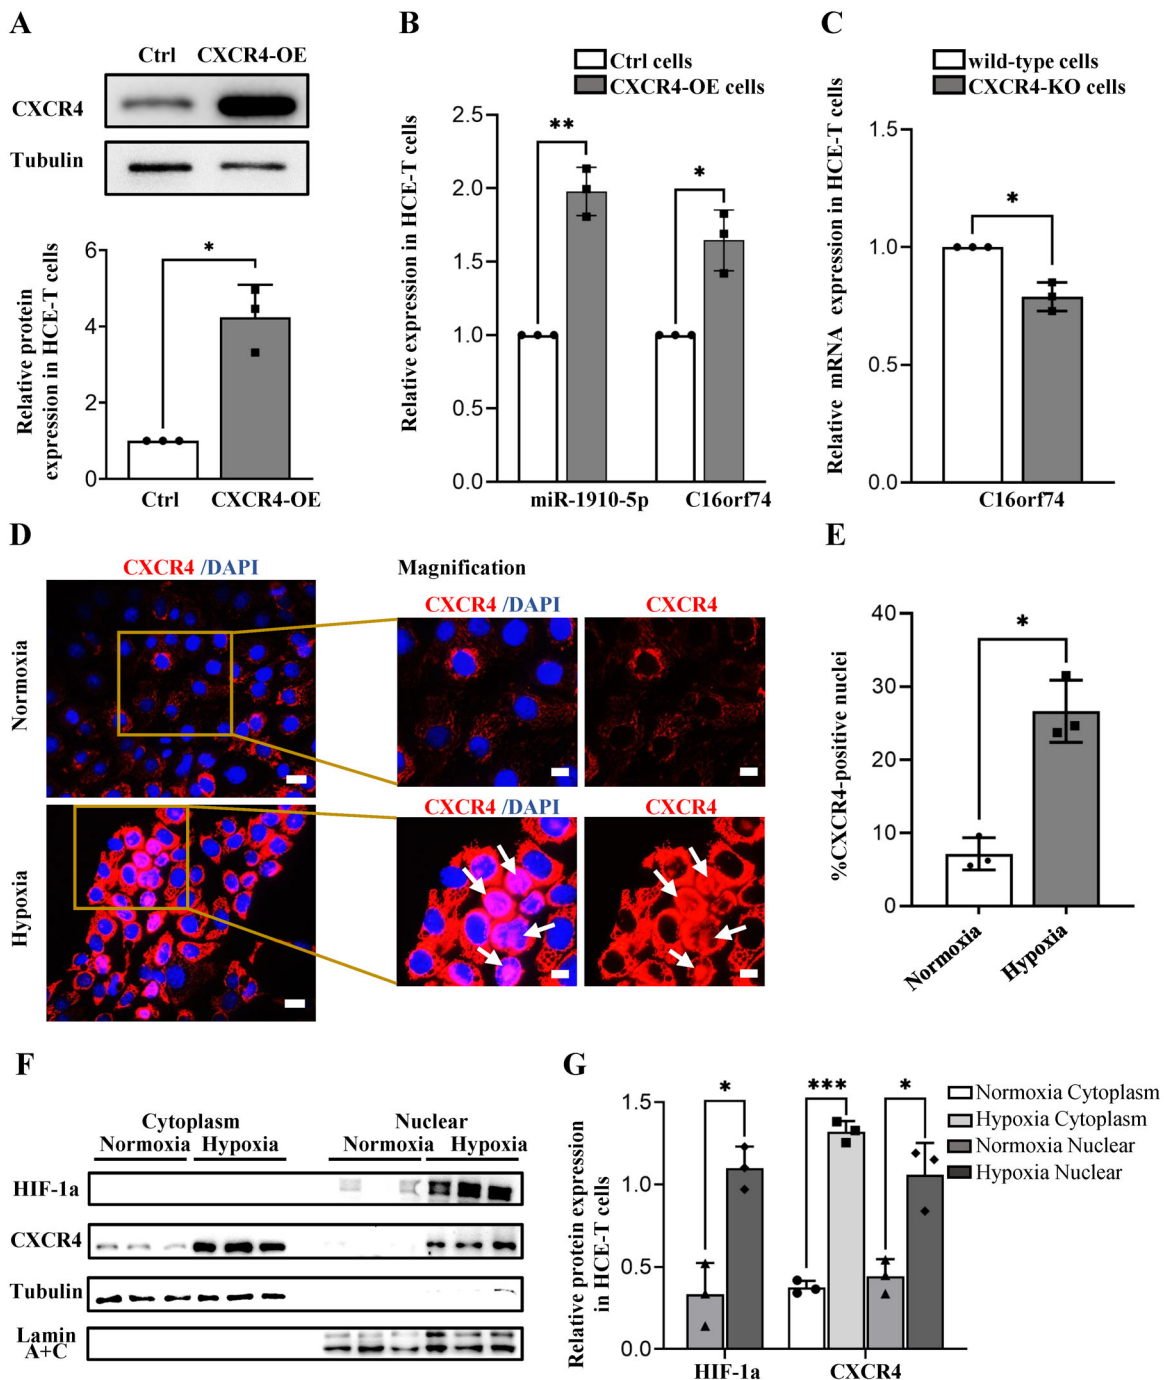 A
Ctrl CXCR4-OE
CXCR4
Tubulin
Relative protein
expression in HCE-T cells
6
4
2
0
*
Ctrl CXCR4-OE
B
Ctrl cells
CXCR4-OE cells
Relative expression in HCE-T cells
2.5
2.0
1.5
1.0
0.5
0.0
**
*
miR-1910-5p C16orf74
C
wild-type cells
CXCR4-KO cells
Relative mRNA expression in HCE-T cells
1.5
1.0
0.5
0.0
*
C16orf74
D
CXCR4 /DAPI
Magnification
CXCR4 /DAPI CXCR4
Normoxia
CXCR4 /DAPI CXCR4
Hypoxia
E
%CXCR4-positive nuclei
40
30
20
10
0
*
Normoxia
Hypoxia
F
Cytoplasm Nuclear
Normoxia Hypoxia Normoxia Hypoxia
HIF-1a
CXCR4
Tubulin
Lamin
A+C
G
Relative protein expression
in HCE-T cells
1.5
1.0
0.5
0.0
*
***
*
HIF-1a CXCR4
Normoxia Cytoplasm
Hypoxia Cytoplasm
Normoxia Nuclear
Hypoxia Nuclear